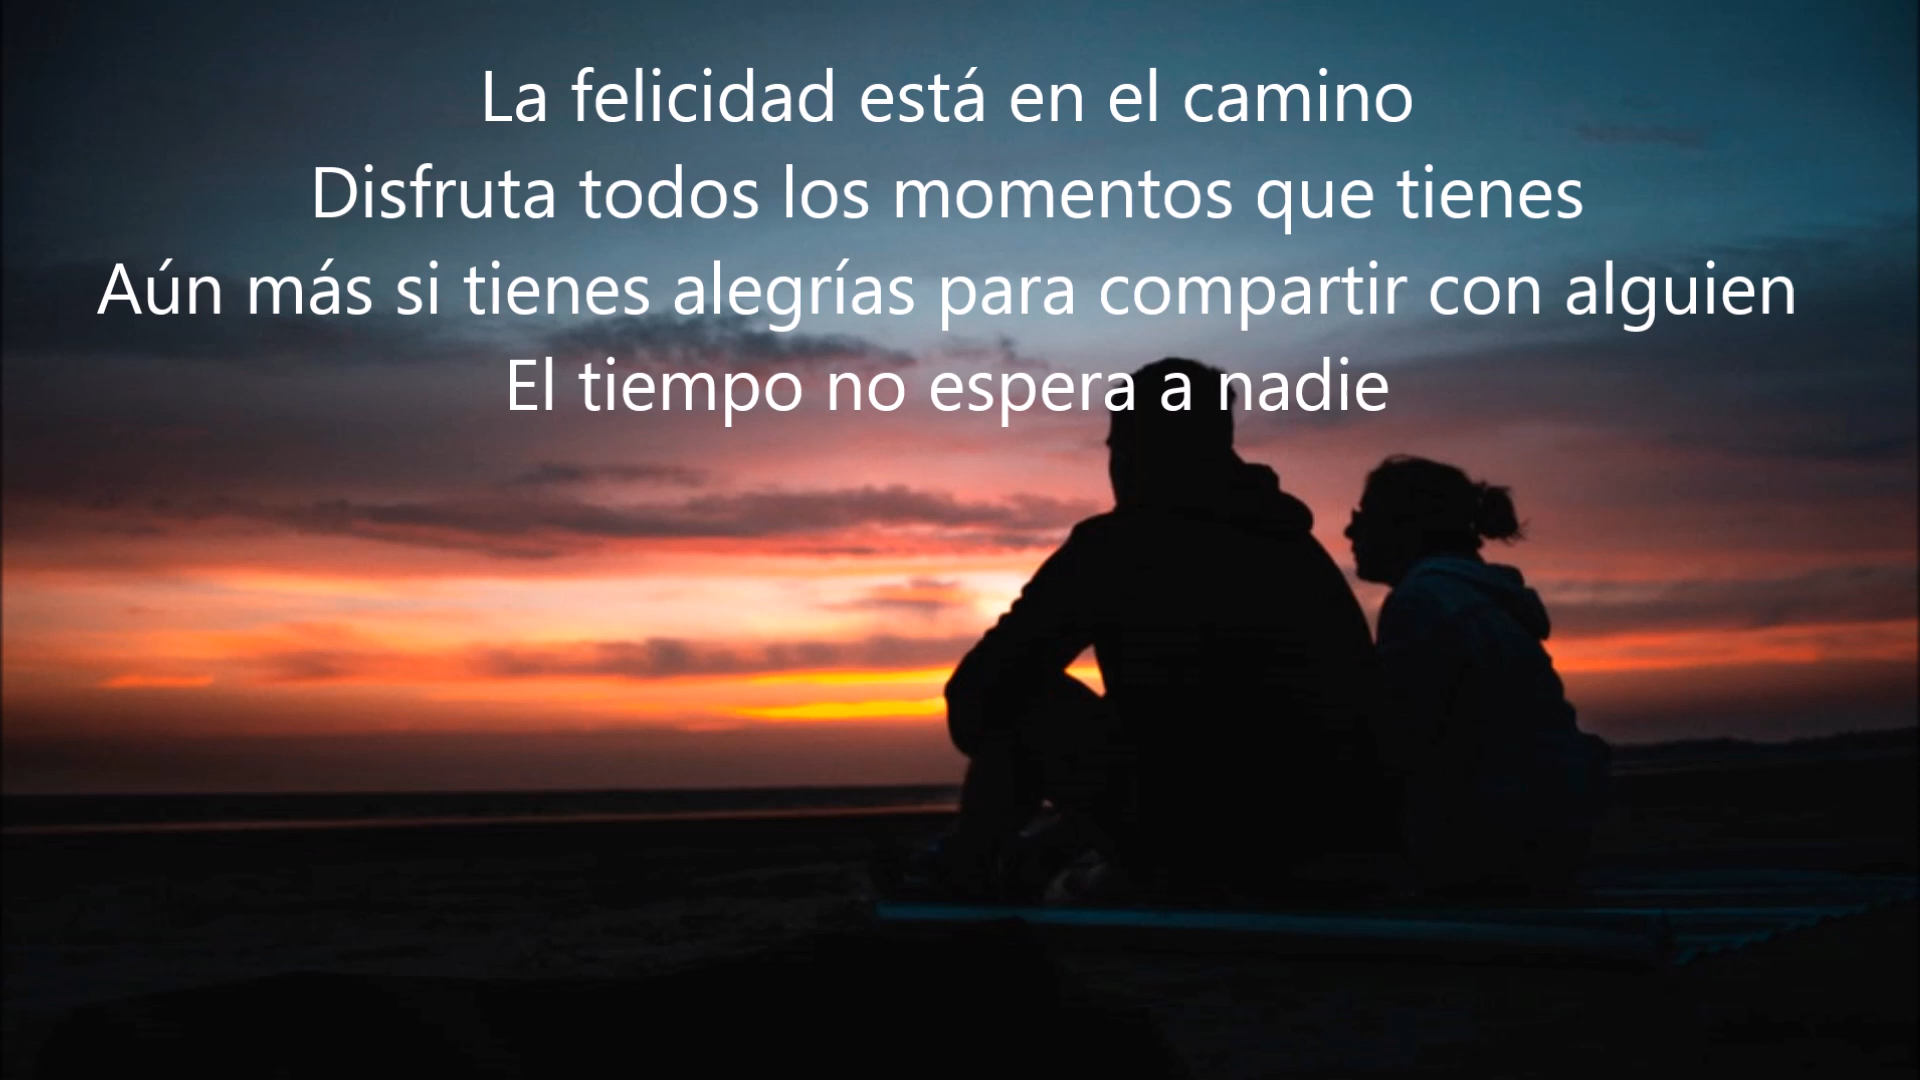 La felicidad está en el camino
Disfruta todos los momentos que tienes
Aún más si tienes alegrías para compartir con alguien
El tiempo no espera a nadie